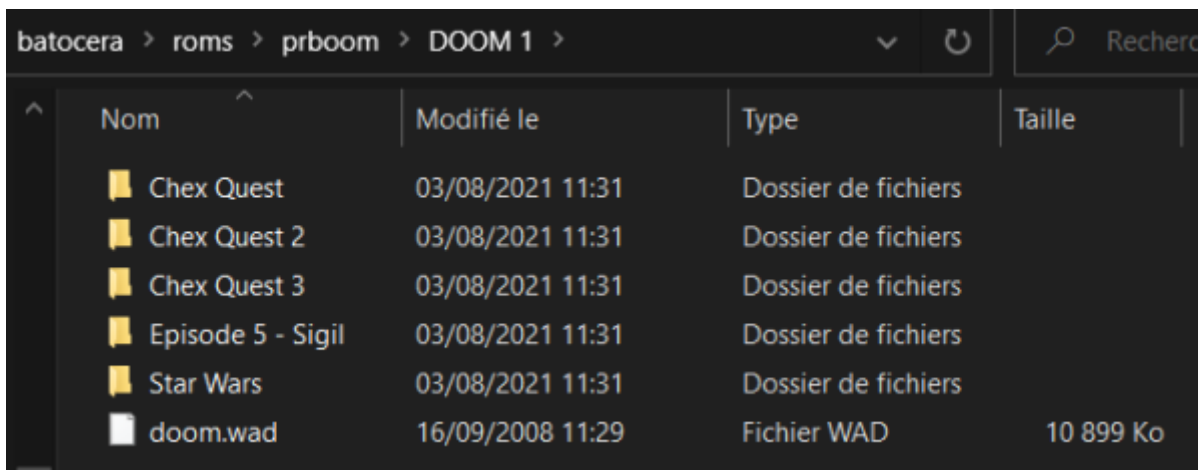 batocera > roms > prboom > DOOM 1 > Recherc
Nom Modifié le Type Taille
Chex Quest 03/08/2021 11:31 Dossier de fichiers
Chex Quest 2 03/08/2021 11:31 Dossier de fichiers
Chex Quest 3 03/08/2021 11:31 Dossier de fichiers
Episode 5 - Sigil 03/08/2021 11:31 Dossier de fichiers
Star Wars 03/08/2021 11:31 Dossier de fichiers
doom.wad 16/09/2008 11:29 Fichier WAD 10 899 Ko